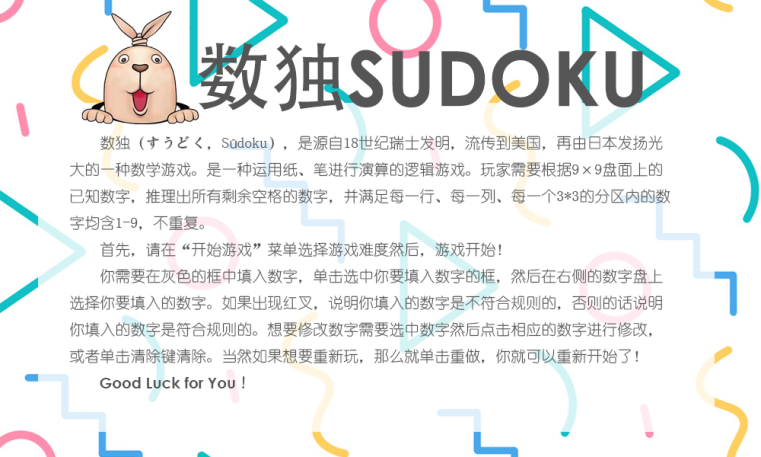 数独SUDOKU
数独（すうどく，Sūdoku），是源自18世纪瑞士发明，流传到美国，再由日本发扬光
大的一种数学游戏。是一种运用纸、笔进行演算的逻辑游戏。玩家需要根据9×9盘面上的
已知数字，推理出所有剩余空格的数字，并满足每一行、每一列、每一个3*3的分区内的数
字均含1-9，不重复。
首先，请在“开始游戏”菜单选择游戏难度然后，游戏开始！
你需要在灰色的框中填入数字，单击选中你要填入数字的框，然后在右侧的数字盘上
选择你要填入的数字。如果出现红叉，说明你填入的数字是不符合规则的，否则的话说明
你填入的数字是符合规则的。想要修改数字需要选中数字然后点击相应的数字进行修改，
或者单击清除键清除。当然如果想要重新玩，那么就单击重做，你就可以重新开始了！
Good Luck for You！